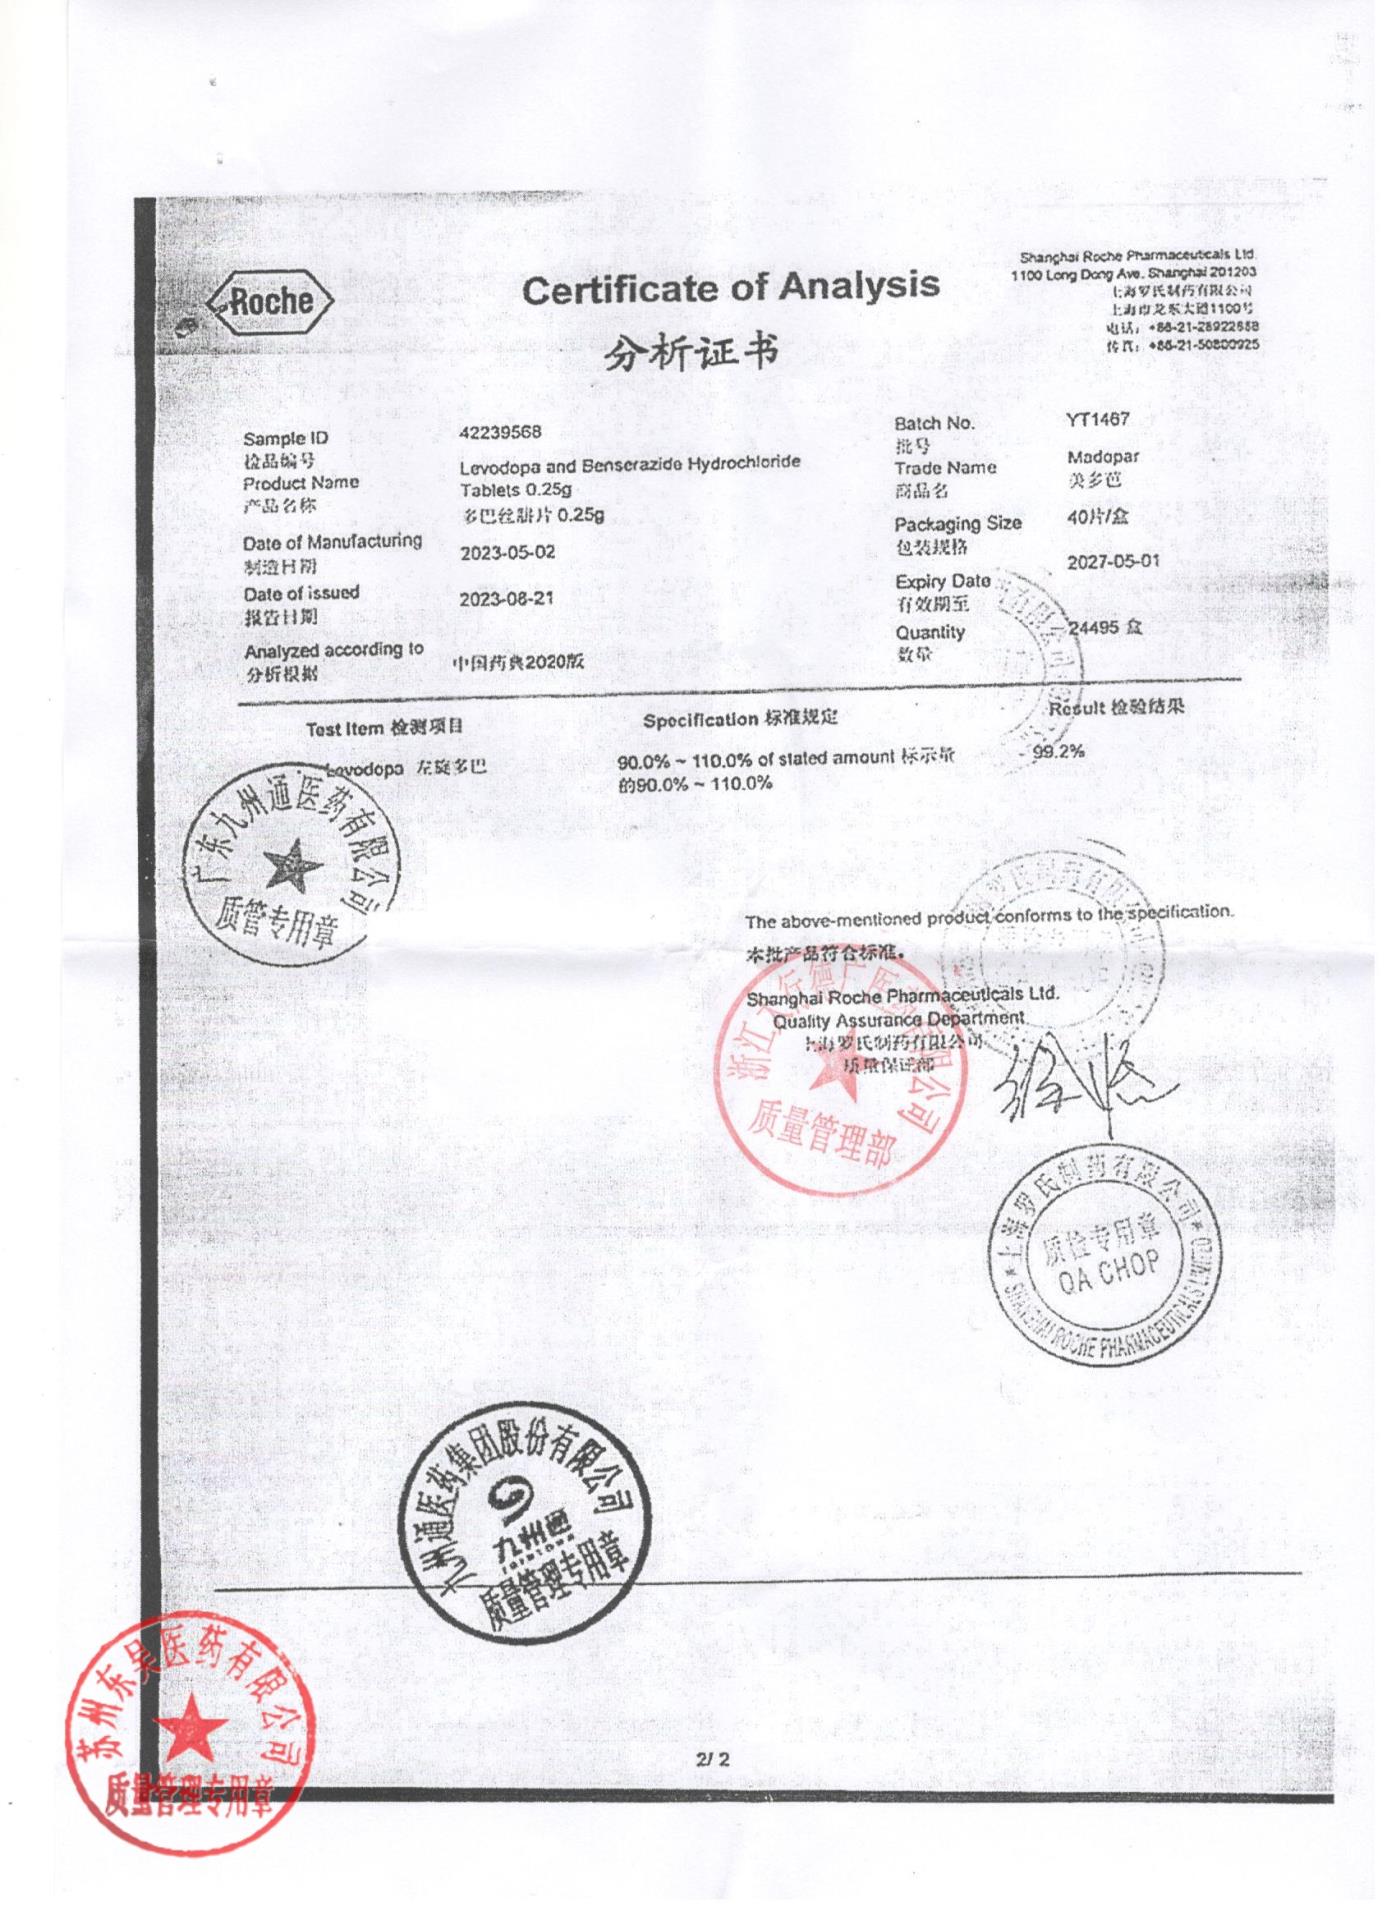 Roche
Certificate of Analysis
分析证书
Shanghai Roche Pharmaceuticals Ltd.
1100 Long Dong Ave. Shanghai 201203
上海罗氏制药有限公司
上海市龙东大道1100号
电话: +86-21-28922888
传真: +86-21-50800925
Sample ID 42239568
检品编号
Product Name Levodopa and Benserazide Hydrochloride
产品名称 Tablets 0.25g
多巴丝肼片 0.25g
Date of Manufacturing 2023-05-02
制造日期
Date of issued 2023-08-21
报告日期
Analyzed according to 中国药典2020版
分析根据
Batch No. YT1467
批号
Trade Name Madopar
商品名 美多芭
Packaging Size 40片/盒
包装规格
Expiry Date 2027-05-01
有效期至
Quantity 24495 盒
数量
Test Item 检测项目 Specification 标准规定 Result 检验结果
Levodopa 左旋多巴 90.0% ~ 110.0% of stated amount 标示量 99.2%
的90.0% ~ 110.0%
广东九州通医药有限公司
质管专用章
The above-mentioned product conforms to the specification.
本批产品符合标准。
Shanghai Roche Pharmaceuticals Ltd.
Quality Assurance Department
上海罗氏制药有限公司
质量保证部
质量管理部
上海罗氏制药有限公司
质检专用章
QA CHOP
SHANGHAI ROCHE PHARMACEUTICALS LIMITED
九州通医药集团股份有限公司
九州通
质量管理专用章
苏州东吴医药有限公司
质量管理专用章
2/ 2